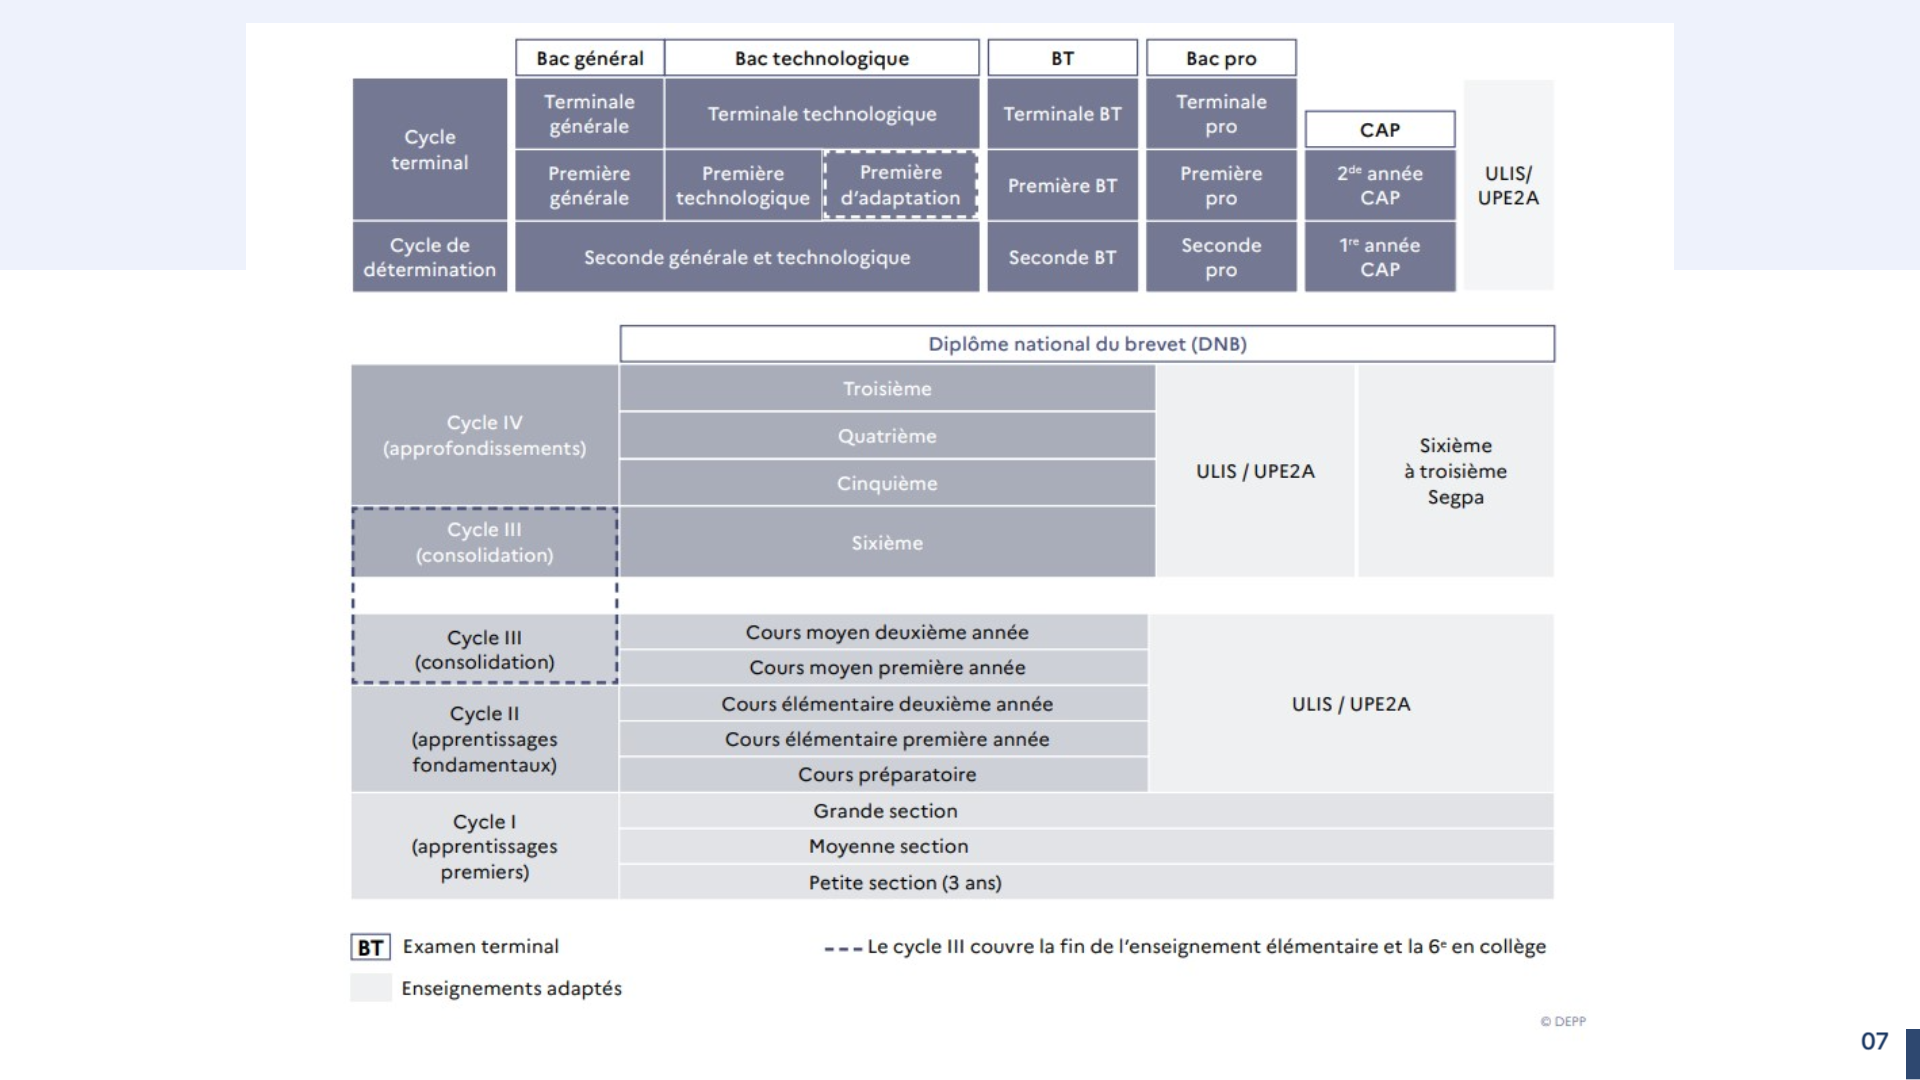 Bac général
Bac technologique
BT
Bac pro
Cycle
terminal
Terminale
générale
Terminale technologique
Terminale BT
Terminale
pro
CAP
Première
générale
Première
technologique
Première
d'adaptation
Première BT
Première
pro
2de année
CAP
ULIS/
UPE2A
Cycle de
détermination
Seconde générale et technologique
Seconde BT
Seconde
pro
1re année
CAP
Diplôme national du brevet (DNB)
Cycle IV
(approfondissements)
Troisième
Quatrième
Cinquième
ULIS / UPE2A
Sixième
à troisième
Segpa
Cycle III
(consolidation)
Sixième
Cycle III
(consolidation)
Cours moyen deuxième année
Cours moyen première année
Cycle II
(apprentissages
fondamentaux)
Cours élémentaire deuxième année
Cours élémentaire première année
Cours préparatoire
ULIS / UPE2A
Cycle I
(apprentissages
premiers)
Grande section
Moyenne section
Petite section (3 ans)
BT Examen terminal
--- Le cycle III couvre la fin de l'enseignement élémentaire et la 6e en collège
Enseignements adaptés
© DEPP
07